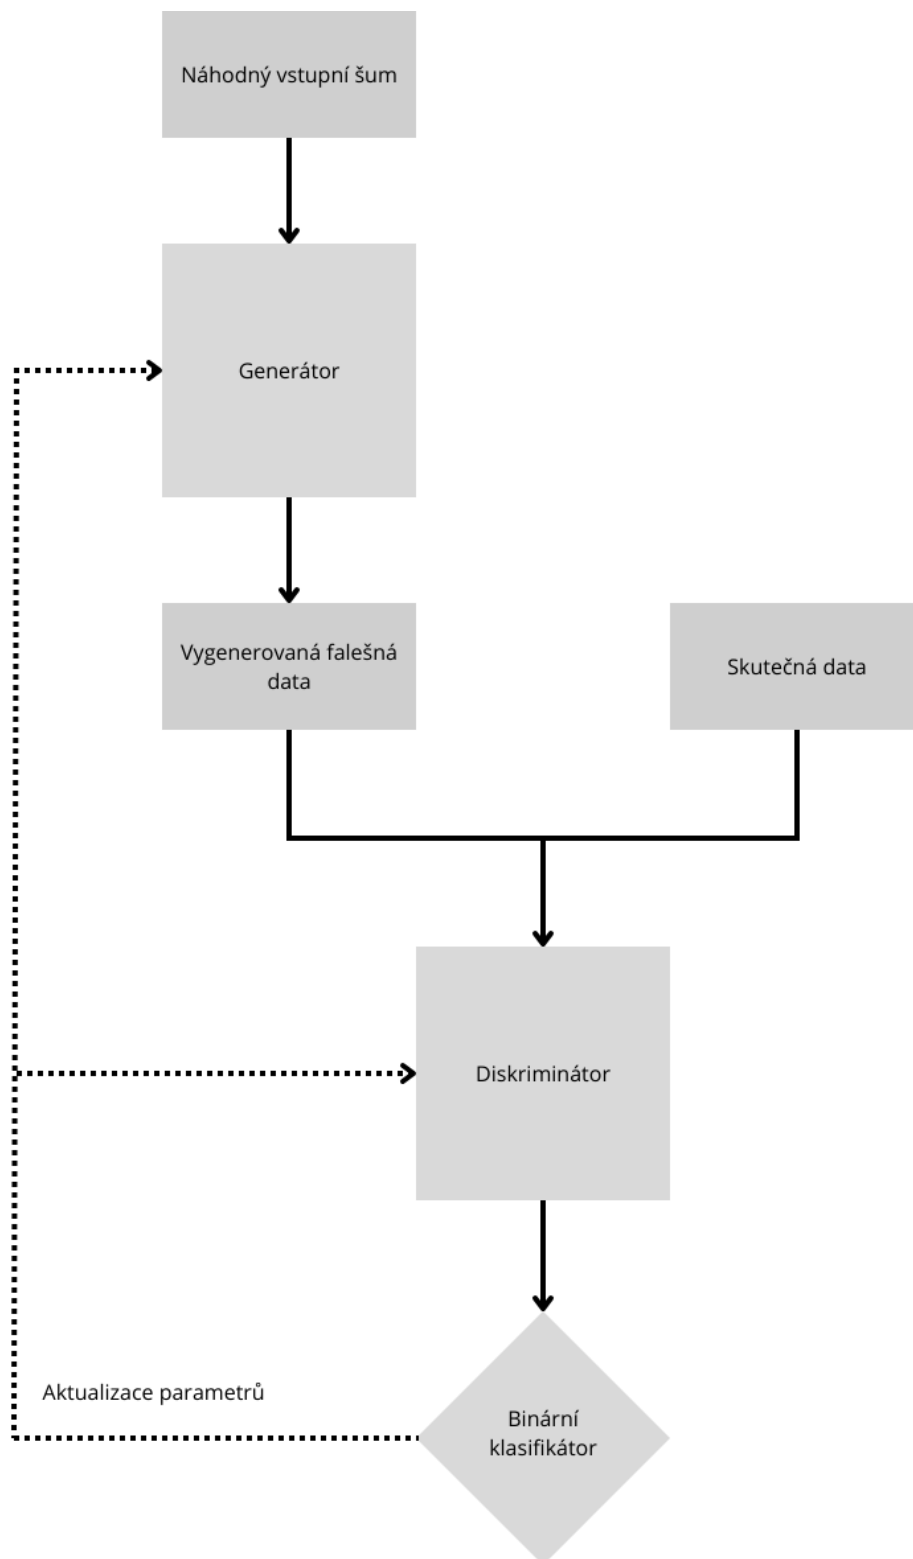 Náhodný vstupní šum
Generátor
Vygenerovaná falešná
data
Skutečná data
Diskriminátor
Aktualizace parametrů
Binární
klasifikátor